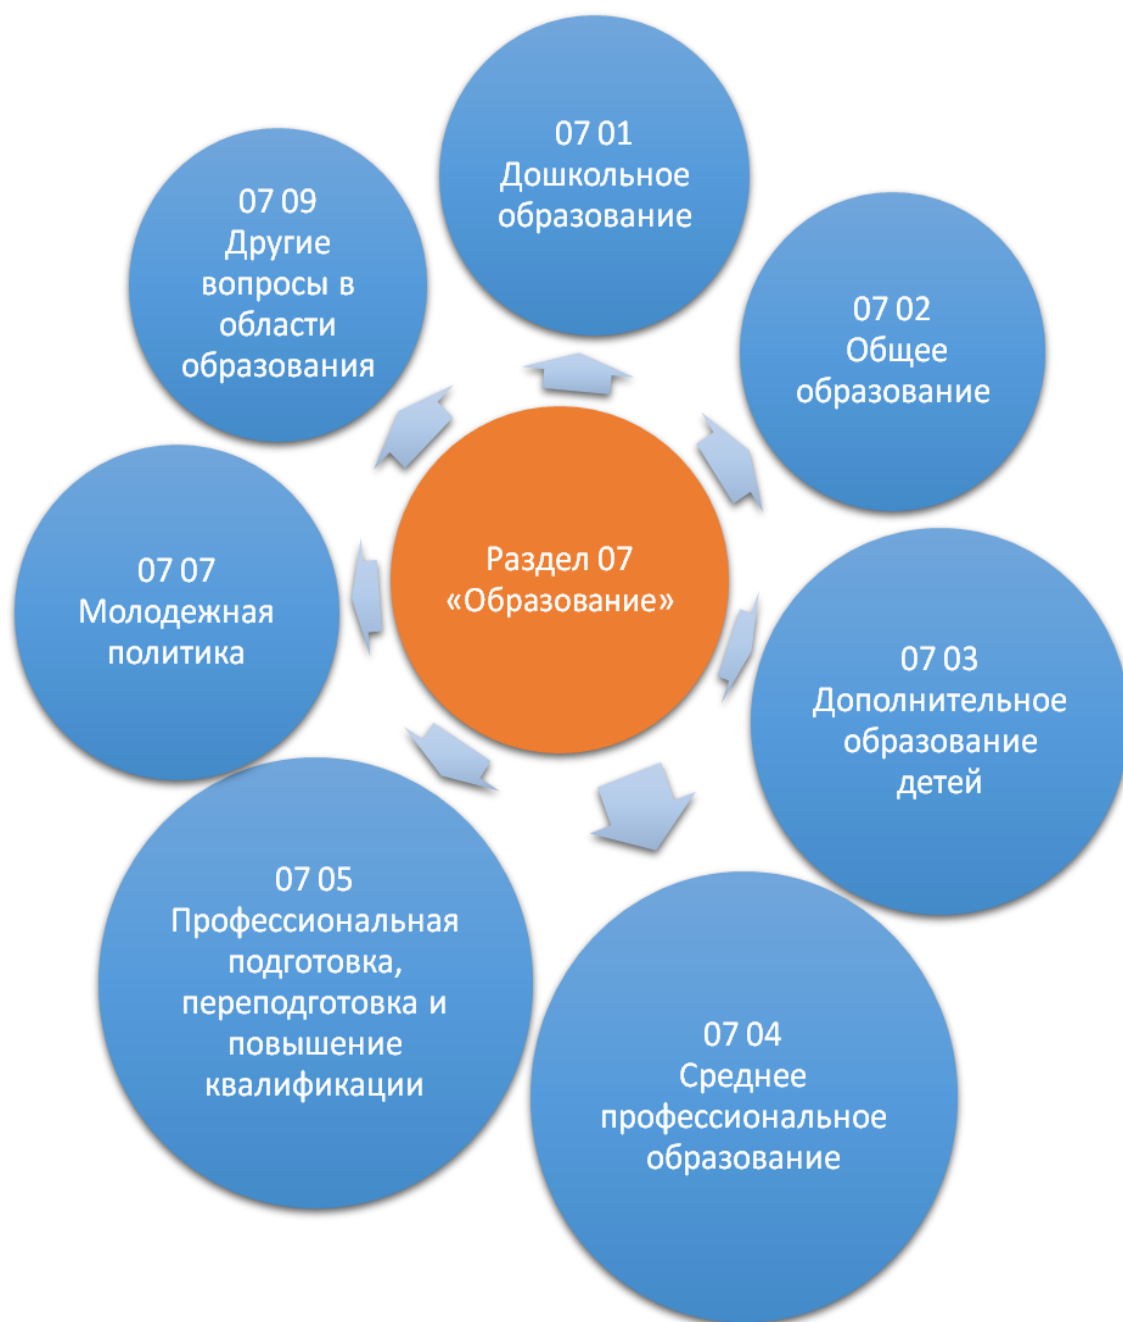 Раздел 07
«Образование»
07 01
Дошкольное
образование
07 02
Общее
образование
07 03
Дополнительное
образование
детей
07 04
Среднее
профессиональное
образование
07 05
Профессиональная
подготовка,
переподготовка и
повышение
квалификации
07 07
Молодежная
политика
07 09
Другие
вопросы в
области
образования